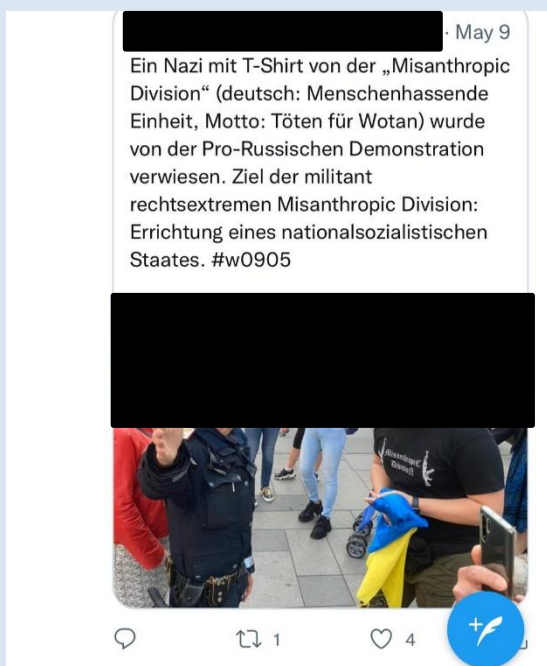 · May 9
Ein Nazi mit T-Shirt von der „Misanthropic
Division“ (deutsch: Menschenhassende
Einheit, Motto: Töten für Wotan) wurde
von der Pro-Russischen Demonstration
verwiesen. Ziel der militant
rechtsextremen Misanthropic Division:
Errichtung eines nationalsozialistischen
Staates. #w0905
Misanthropic
Division
1
4